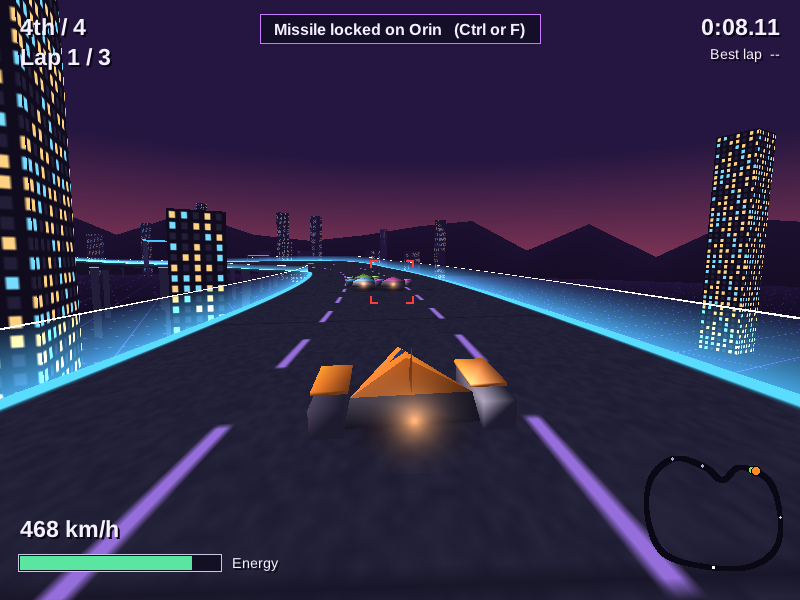 4th / 4
Lap 1 / 3
Missile locked on Orin (Ctrl or F)
0:08.11
Best lap --
468 km/h
Energy